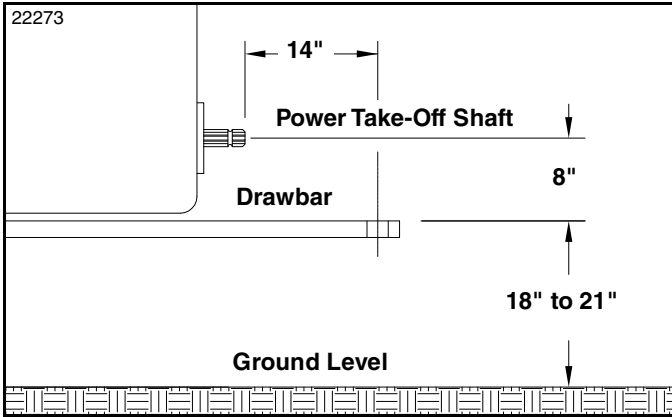 22273
14"
Power Take-Off Shaft
8"
Drawbar
18" to 21"
Ground Level